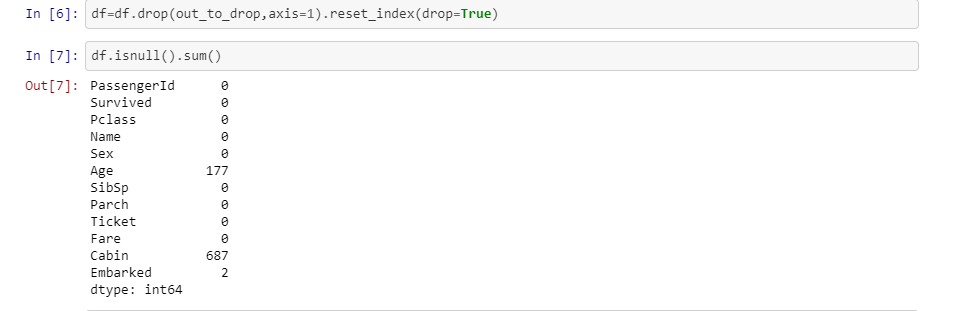 In [6]: df=df.drop(out_to_drop,axis=1).reset_index(drop=True)
In [7]: df.isnull().sum()
Out[7]: PassengerId 0
Survived 0
Pclass 0
Name 0
Sex 0
Age 177
SibSp 0
Parch 0
Ticket 0
Fare 0
Cabin 687
Embarked 2
dtype: int64